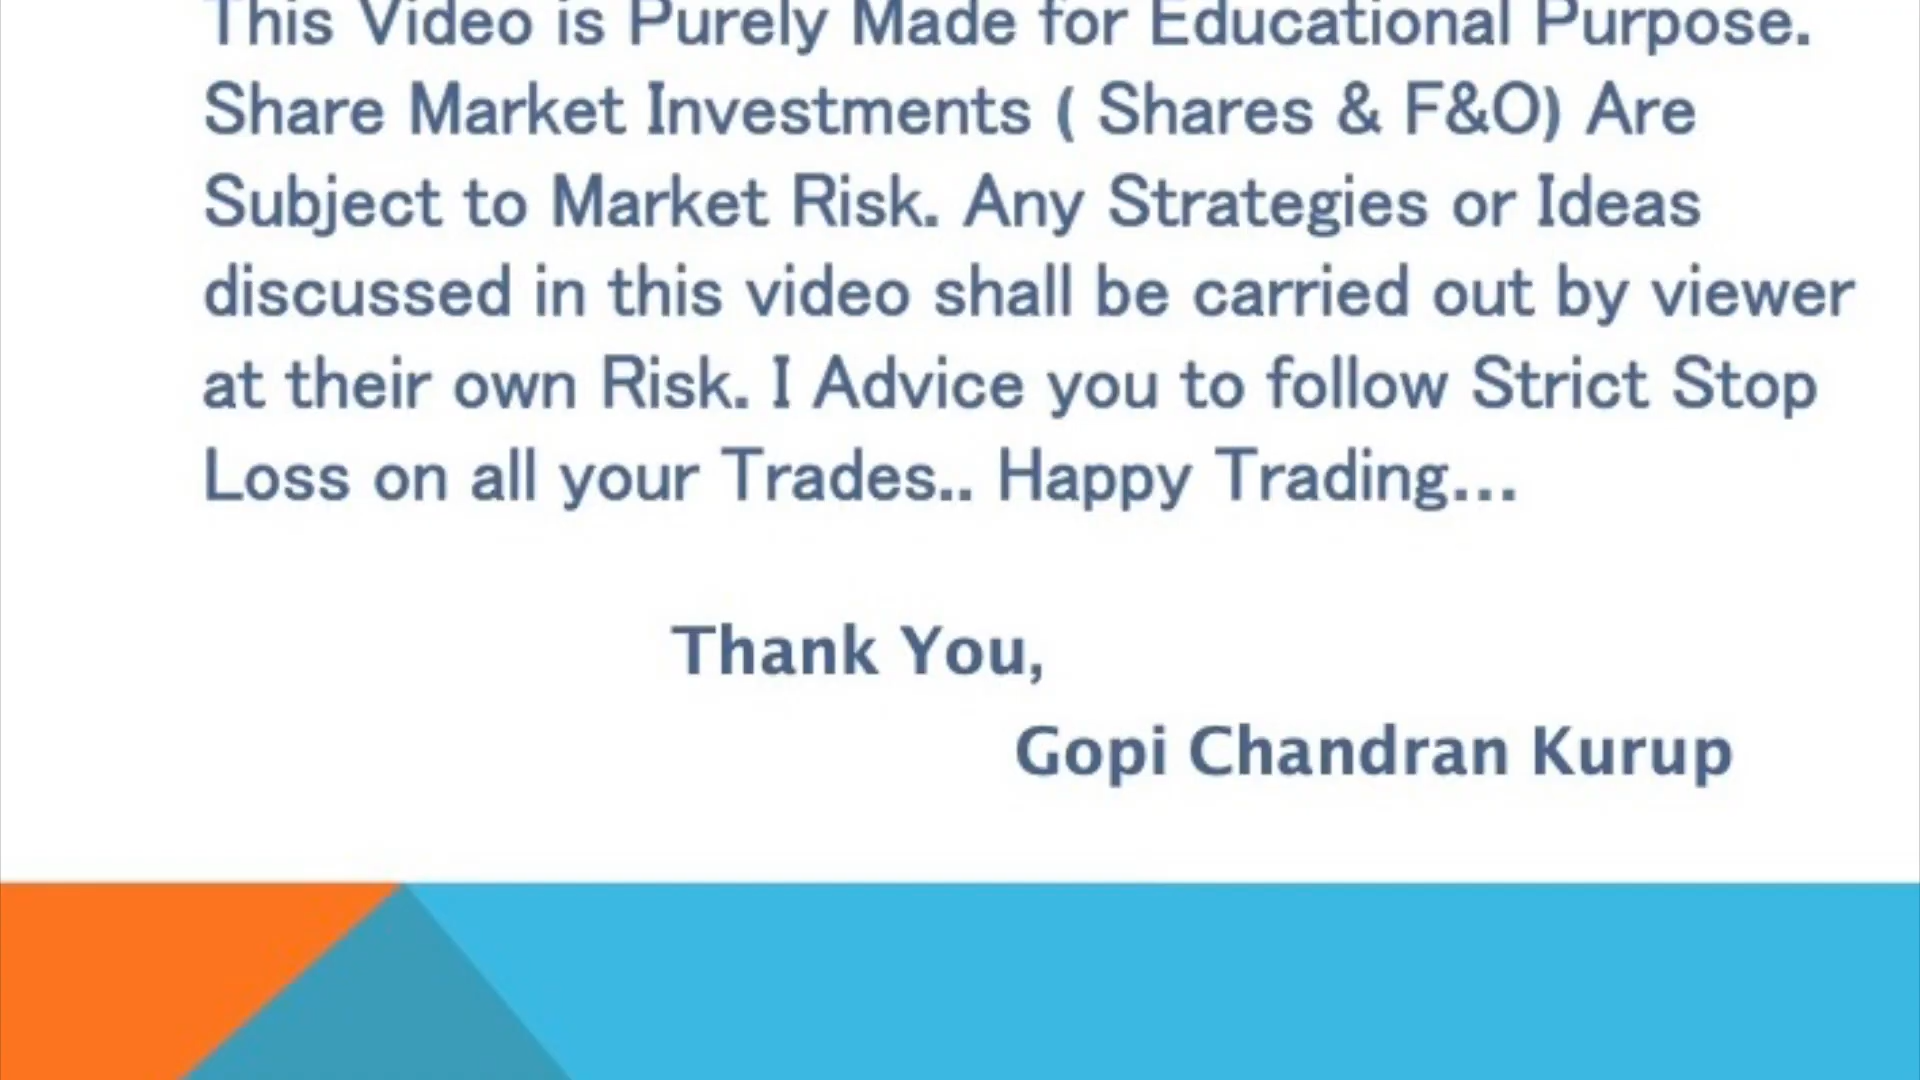 This Video is Purely Made for Educational Purpose.
Share Market Investments ( Shares & F&O) Are
Subject to Market Risk. Any Strategies or Ideas
discussed in this video shall be carried out by viewer
at their own Risk. I Advice you to follow Strict Stop
Loss on all your Trades.. Happy Trading...
Thank You,
Gopi Chandran Kurup